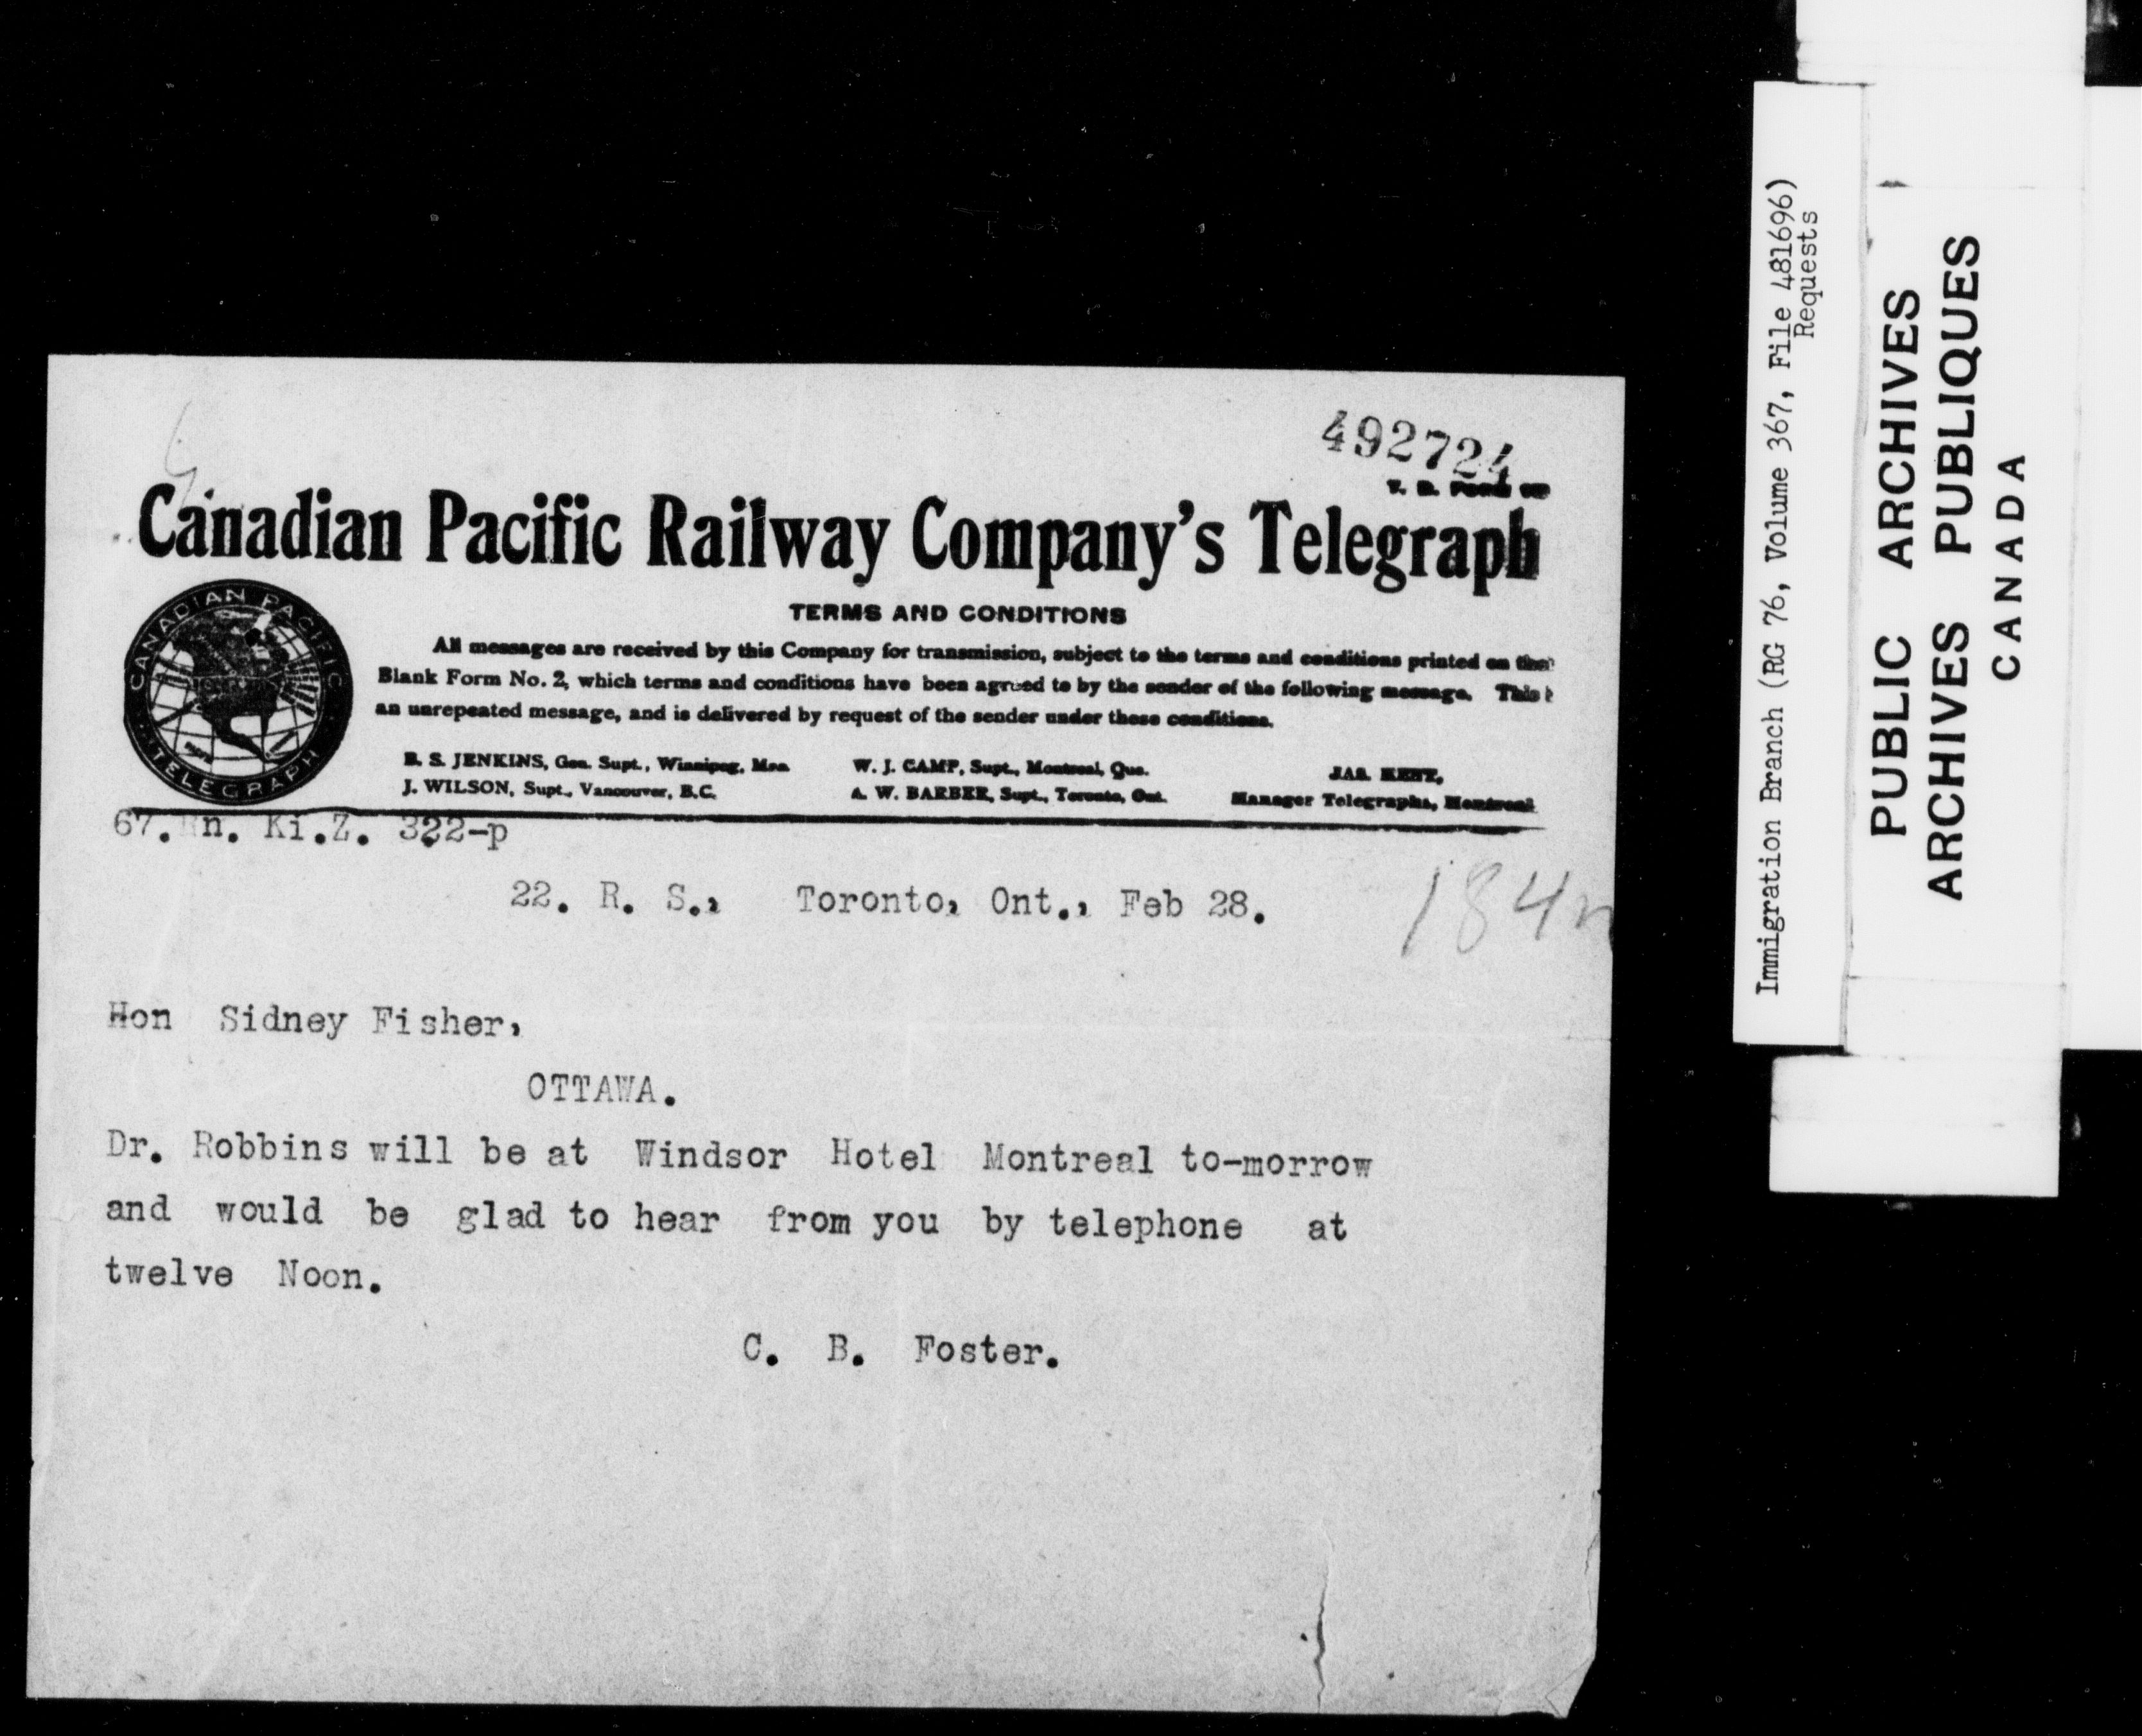 492724
Canadian Pacific Railway Company's Telegraph
CANADIAN PACIFIC
TELEGRAPH
TERMS AND CONDITIONS
All messages are received by this Company for transmission, subject to the terms and conditions printed on their
Blank Form No. 2, which terms and conditions have been agreed to by the sender of the following message. This i
an unrepeated message, and is delivered by request of the sender under these conditions.
B. S. JENKINS, Gen. Supt., Winnipeg, Man.
J. WILSON, Supt., Vancouver, B.C.
W. J. CAMP, Supt., Montreal, Que.
A. W. BARBER, Supt., Toronto, Ont.
JAS. KENT,
Manager Telegraphs, Montreal
67. n. Ki.Z. 322-p
22. R. S., Toronto, Ont., Feb 28.
184
Hon Sidney Fisher,
OTTAWA.
Dr. Robbins will be at Windsor Hotel Montreal to-morrow
and would be glad to hear from you by telephone at
twelve Noon.
C. B. Foster.
Immigration Branch (RG 76, Volume 367, File 481696)
Requests
PUBLIC ARCHIVES
ARCHIVES PUBLIQUES
CANADA